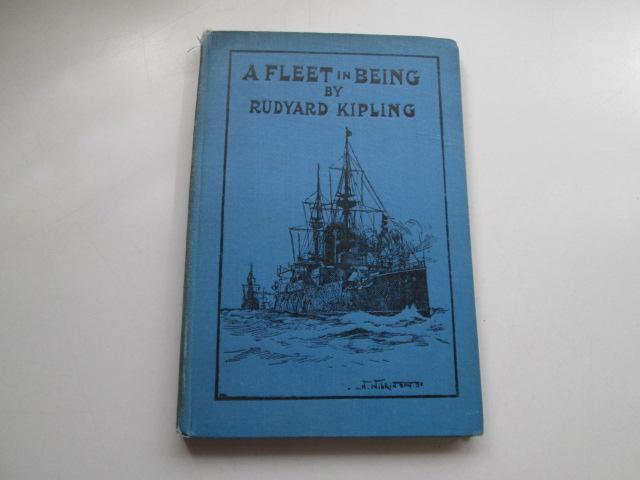 A FLEET IN BEING
BY
RUDYARD KIPLING